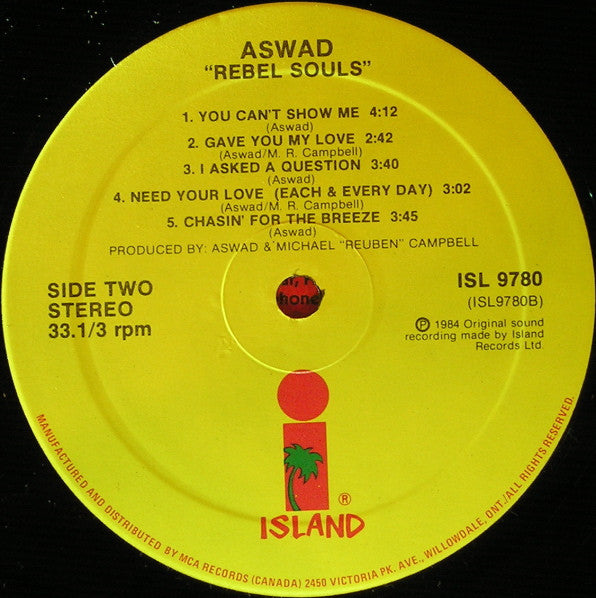 ASWAD
"REBEL SOULS"
1. YOU CAN'T SHOW ME 4:12
(Aswad)
2. GAVE YOU MY LOVE 2:42
(Aswad/M. R. Campbell)
3. I ASKED A QUESTION 3:40
(Aswad)
4. NEED YOUR LOVE (EACH & EVERY DAY) 3:02
(Aswad/M. R. Campbell)
5. CHASIN' FOR THE BREEZE 3:45
(Aswad)
PRODUCED BY: ASWAD & MICHAEL "REUBEN" CAMPBELL
SIDE TWO
STEREO
33.1/3 rpm
ISL 9780
(ISL9780B)
℗ 1984 Original sound
recording made by Island
Records Ltd.
®
ISLAND
MANUFACTURED AND DISTRIBUTED BY MCA RECORDS (CANADA) 2450 VICTORIA PK. AVE., WILLOWDALE, ONT./ALL RIGHTS RESERVED.